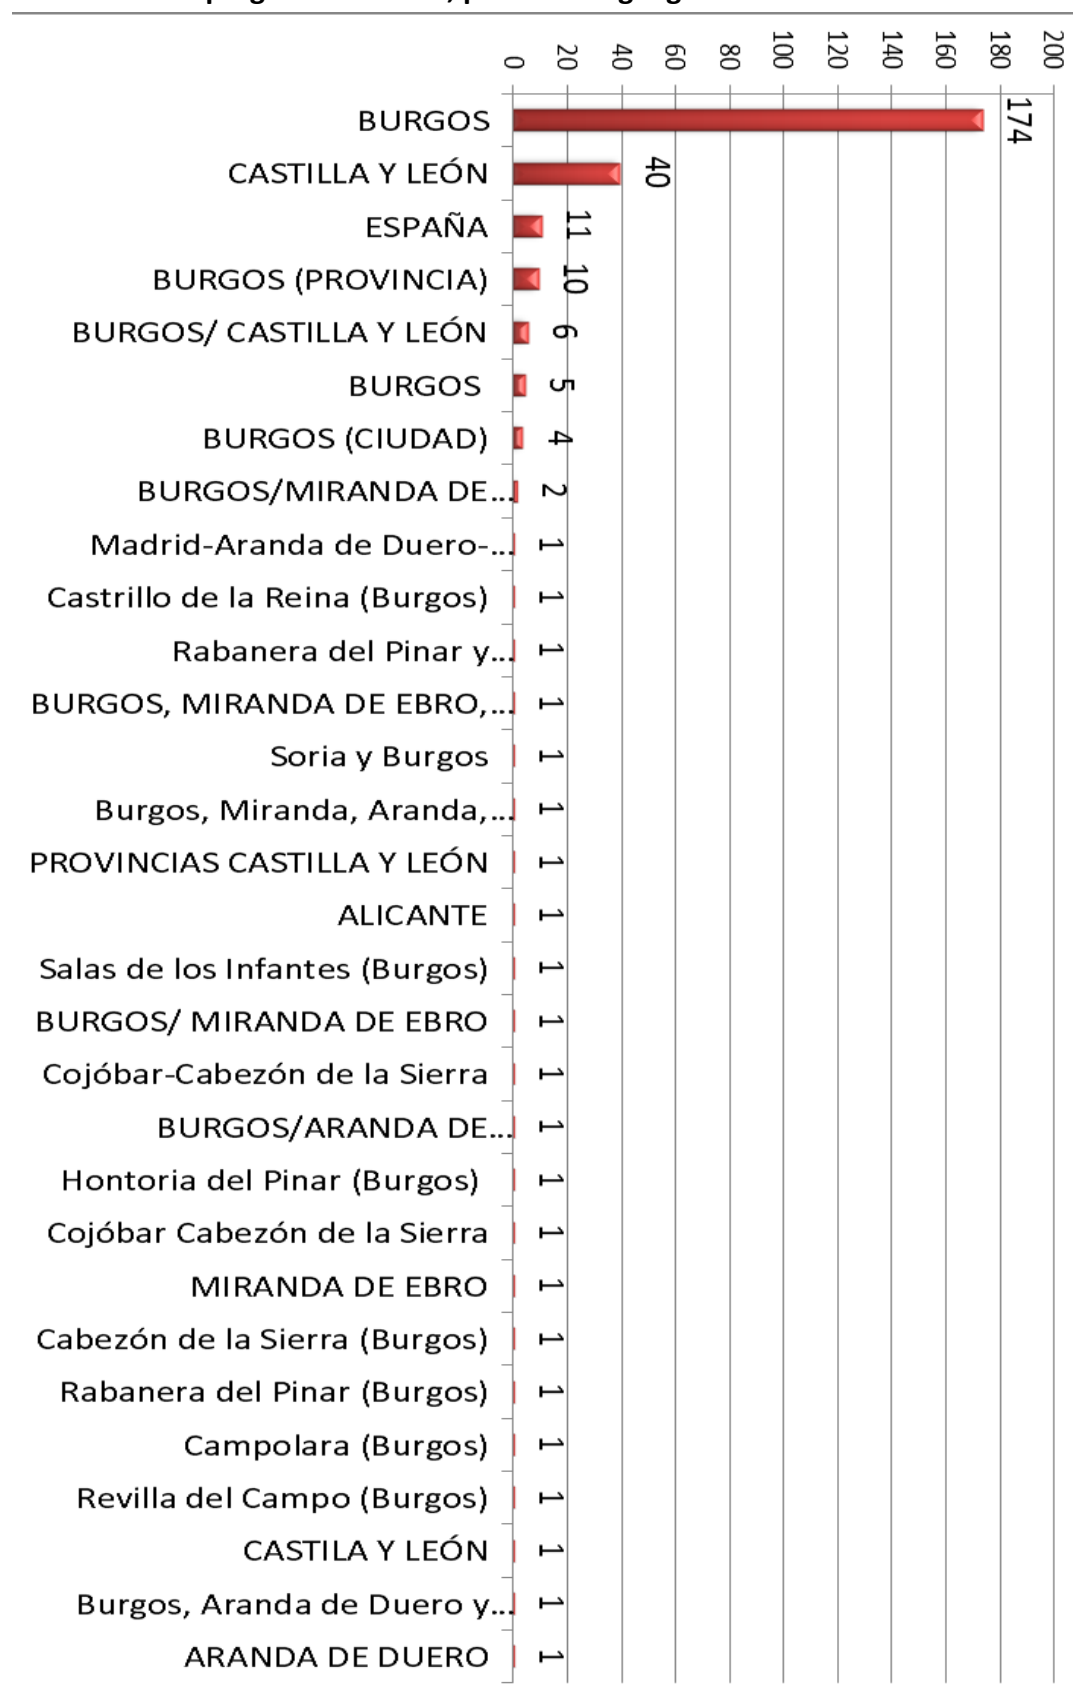 0 20 40 60 80 100 120 140 160 180 200
BURGOS 174
CASTILLA Y LEÓN 40
ESPAÑA 11
BURGOS (PROVINCIA) 10
BURGOS/ CASTILLA Y LEÓN 6
BURGOS 5
BURGOS (CIUDAD) 4
BURGOS/MIRANDA DE... 2
Madrid-Aranda de Duero-... 1
Castrillo de la Reina (Burgos) 1
Rabanera del Pinar y... 1
BURGOS, MIRANDA DE EBRO,... 1
Soria y Burgos 1
Burgos, Miranda, Aranda,... 1
PROVINCIAS CASTILLA Y LEÓN 1
ALICANTE 1
Salas de los Infantes (Burgos) 1
BURGOS/ MIRANDA DE EBRO 1
Cojóbar-Cabezón de la Sierra 1
BURGOS/ARANDA DE... 1
Hontoria del Pinar (Burgos) 1
Cojóbar Cabezón de la Sierra 1
MIRANDA DE EBRO 1
Cabezón de la Sierra (Burgos) 1
Rabanera del Pinar (Burgos) 1
Campolara (Burgos) 1
Revilla del Campo (Burgos) 1
CASTILA Y LEÓN 1
Burgos, Aranda de Duero y... 1
ARANDA DE DUERO 1